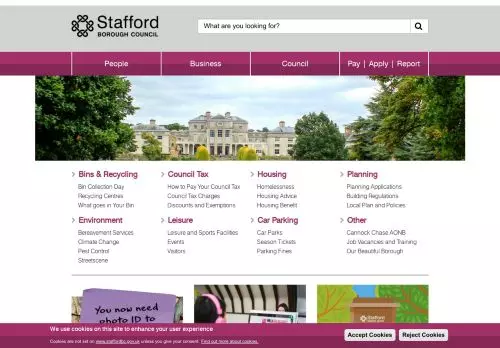 Stafford
BOROUGH COUNCIL
What are you looking for?
People
Business
Council
Pay | Apply | Report
Bins & Recycling
Bin Collection Day
Recycling Centres
What goes in Your Bin
Council Tax
How to Pay Your Council Tax
Council Tax Charges
Discounts and Exemptions
Housing
Homelessness
Housing Advice
Housing Benefit
Planning
Planning Applications
Building Regulations
Local Plan and Policies
Environment
Bereavement Services
Climate Change
Pest Control
Streetscene
Leisure
Leisure and Sports Facilities
Events
Visitors
Car Parking
Car Parks
Season Tickets
Parking Fines
Other
Cannock Chase AONB
Job Vacancies and Training
Our Beautiful Borough
You now need
photo ID to
Stafford
We use cookies on this site to enhance your user experience
Cookies are not set on www.staffordbc.gov.uk unless you give your consent. Find out more about cookies.
Accept Cookies
Reject Cookies